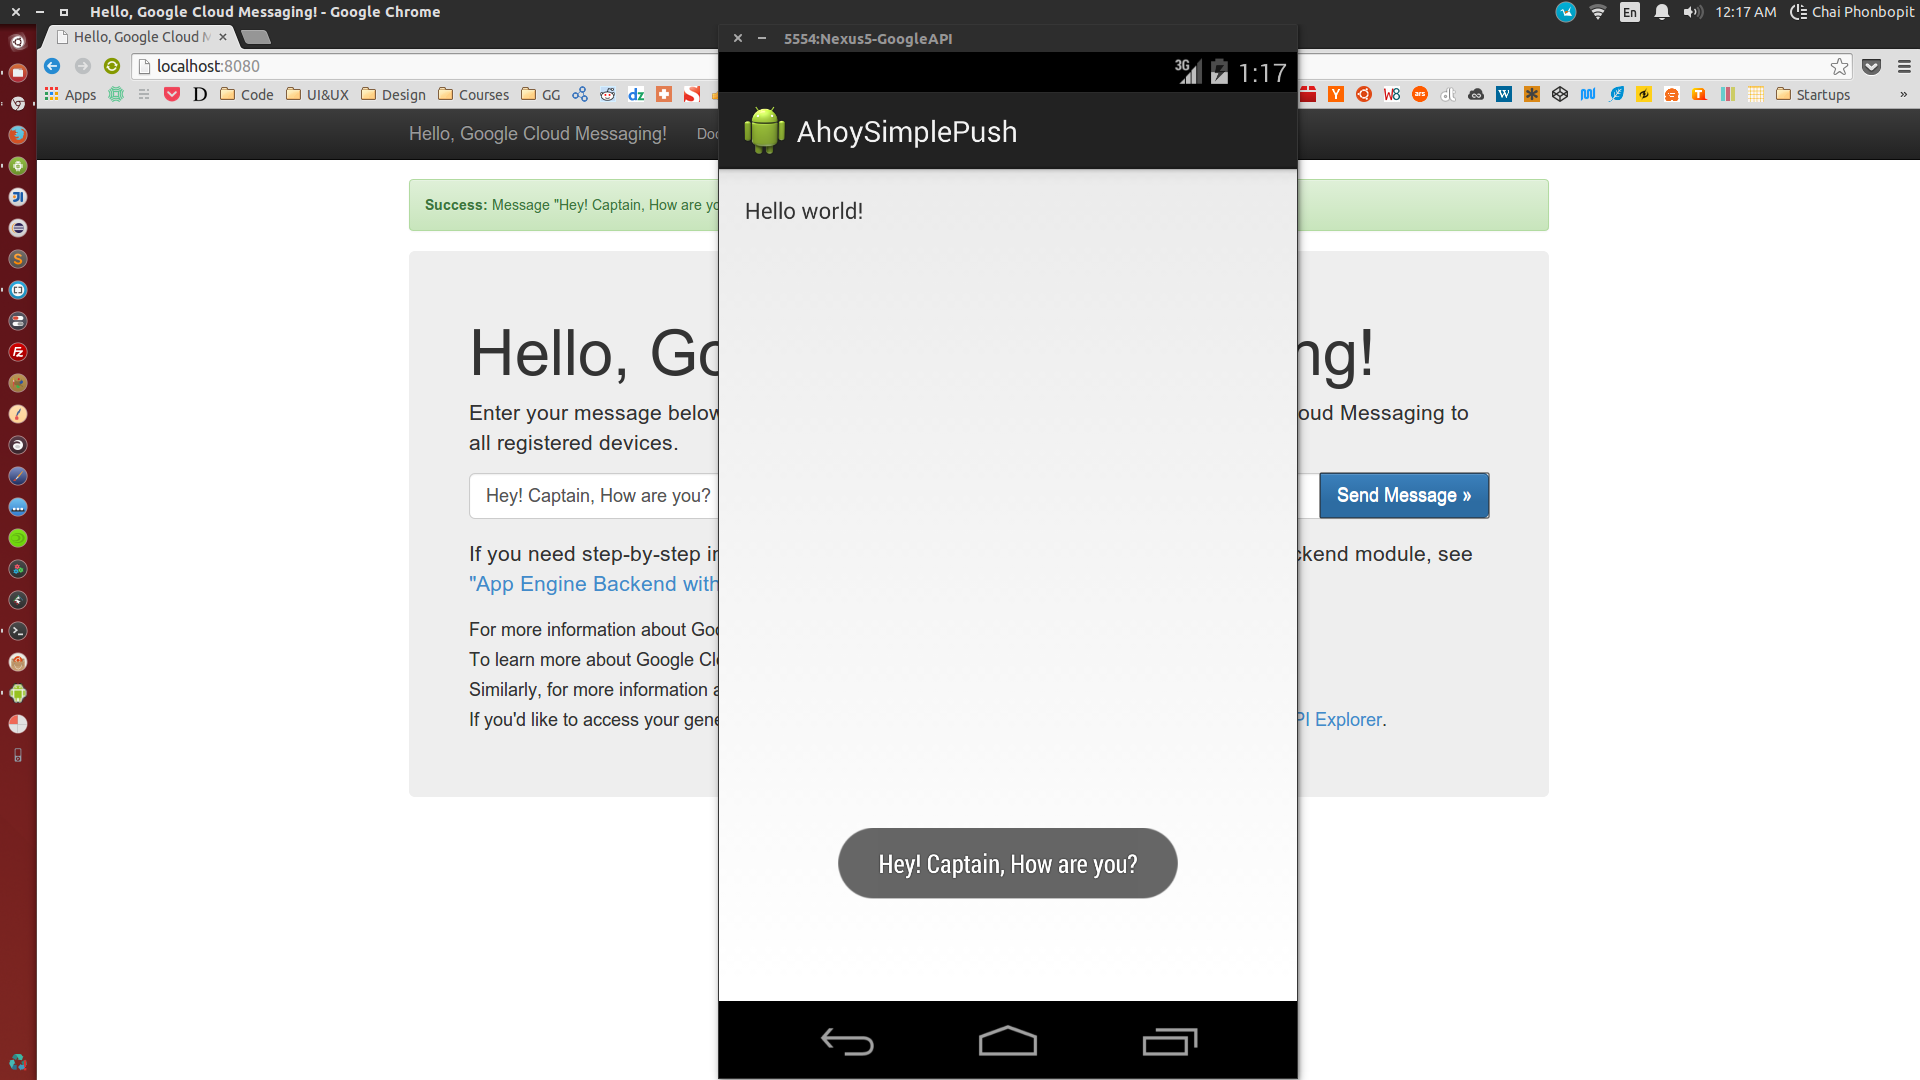 Hello, Google Cloud Messaging! - Google Chrome
En
12:17 AM
Chai Phonbopit
Hello, Google Cloud M
5554:Nexus5-GoogleAPI
localhost:8080
3G
1:17
Apps
D
Code
UI&UX
Design
Courses
GG
dz
Y
W8
ars
dt
W
Startups
»
Hello, Google Cloud Messaging!
Doc
AhoySimplePush
Success: Message "Hey! Captain, How are yo
Hello world!
Hello, Go
ng!
Enter your message below
oud Messaging to
all registered devices.
Hey! Captain, How are you?
Send Message »
If you need step-by-step in
ckend module, see
"App Engine Backend with
For more information about Goo
To learn more about Google Cl
Similarly, for more information a
If you'd like to access your gene
PI Explorer.
Hey! Captain, How are you?